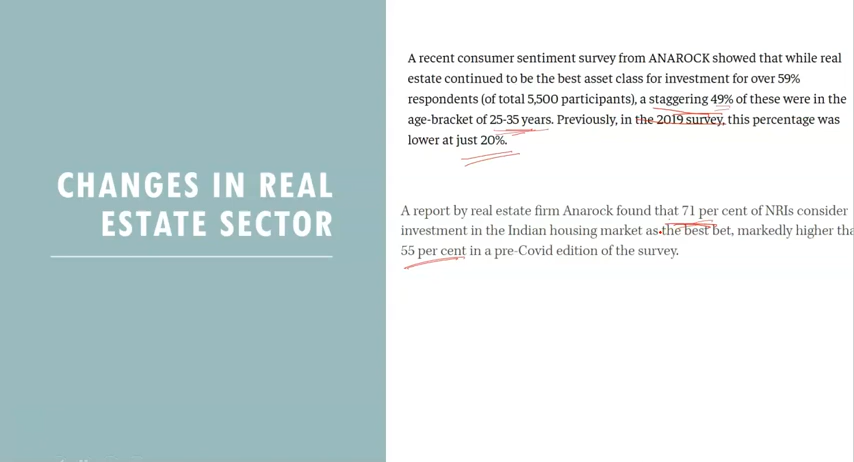 CHANGES IN REAL
ESTATE SECTOR
A recent consumer sentiment survey from ANAROCK showed that while real
estate continued to be the best asset class for investment for over 59%
respondents (of total 5,500 participants), a staggering 49% of these were in the
age-bracket of 25-35 years. Previously, in the 2019 survey, this percentage was
lower at just 20%.
A report by real estate firm Anarock found that 71 per cent of NRIs consider
investment in the Indian housing market as the best bet, markedly higher tha
55 per cent in a pre-Covid edition of the survey.